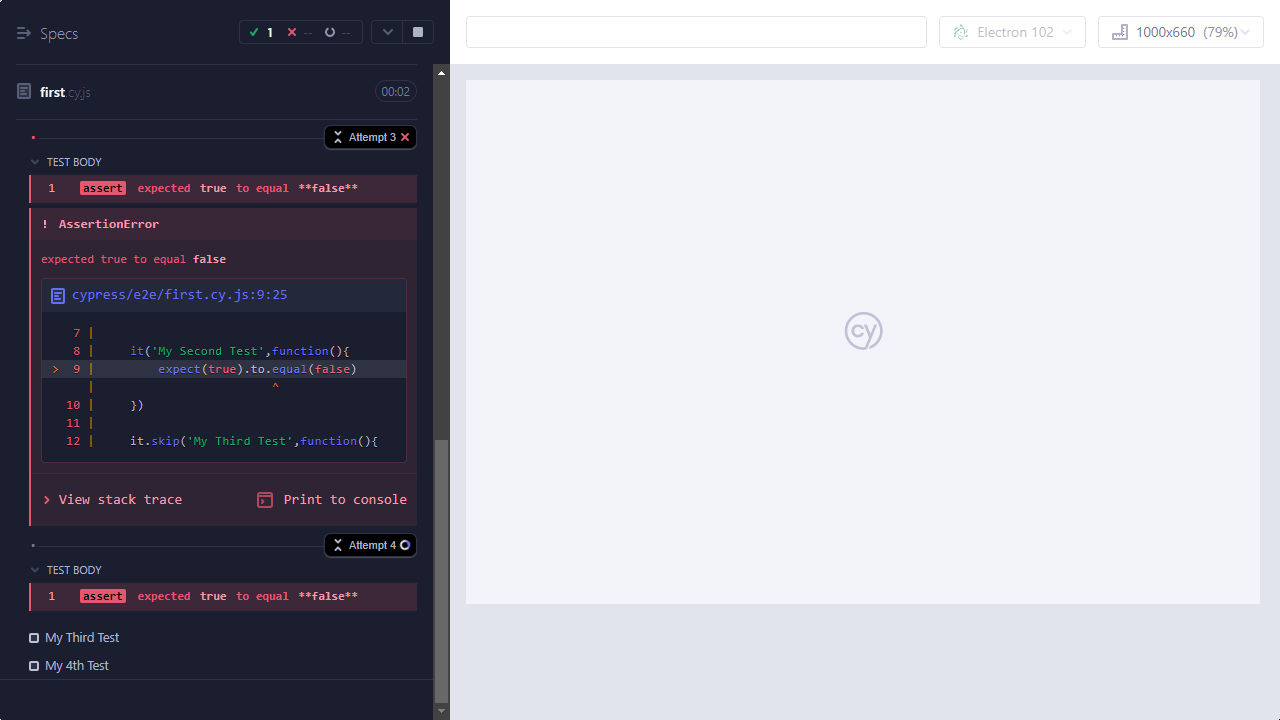 Specs
1 -- --
Electron 102
1000x660 (79%)
first.cy.js
00:02
Attempt 3
TEST BODY
1 assert expected true to equal **false**
! AssertionError
expected true to equal false
cypress/e2e/first.cy.js:9:25
7 |
8 | it('My Second Test',function(){
> 9 | expect(true).to.equal(false)
| ^
10 | })
11 |
12 | it.skip('My Third Test',function(){
> View stack trace
Print to console
Attempt 4
TEST BODY
1 assert expected true to equal **false**
My Third Test
My 4th Test
cy